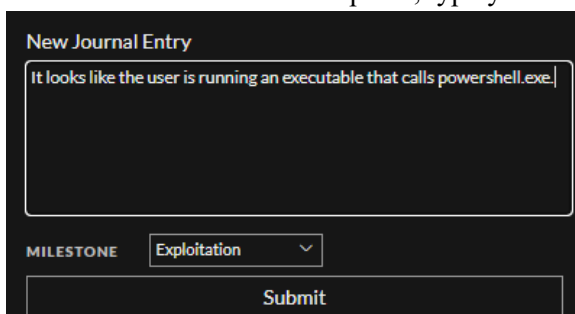 New Journal Entry
It looks like the user is running an executable that calls powershell.exe.
MILESTONE Exploitation
Submit